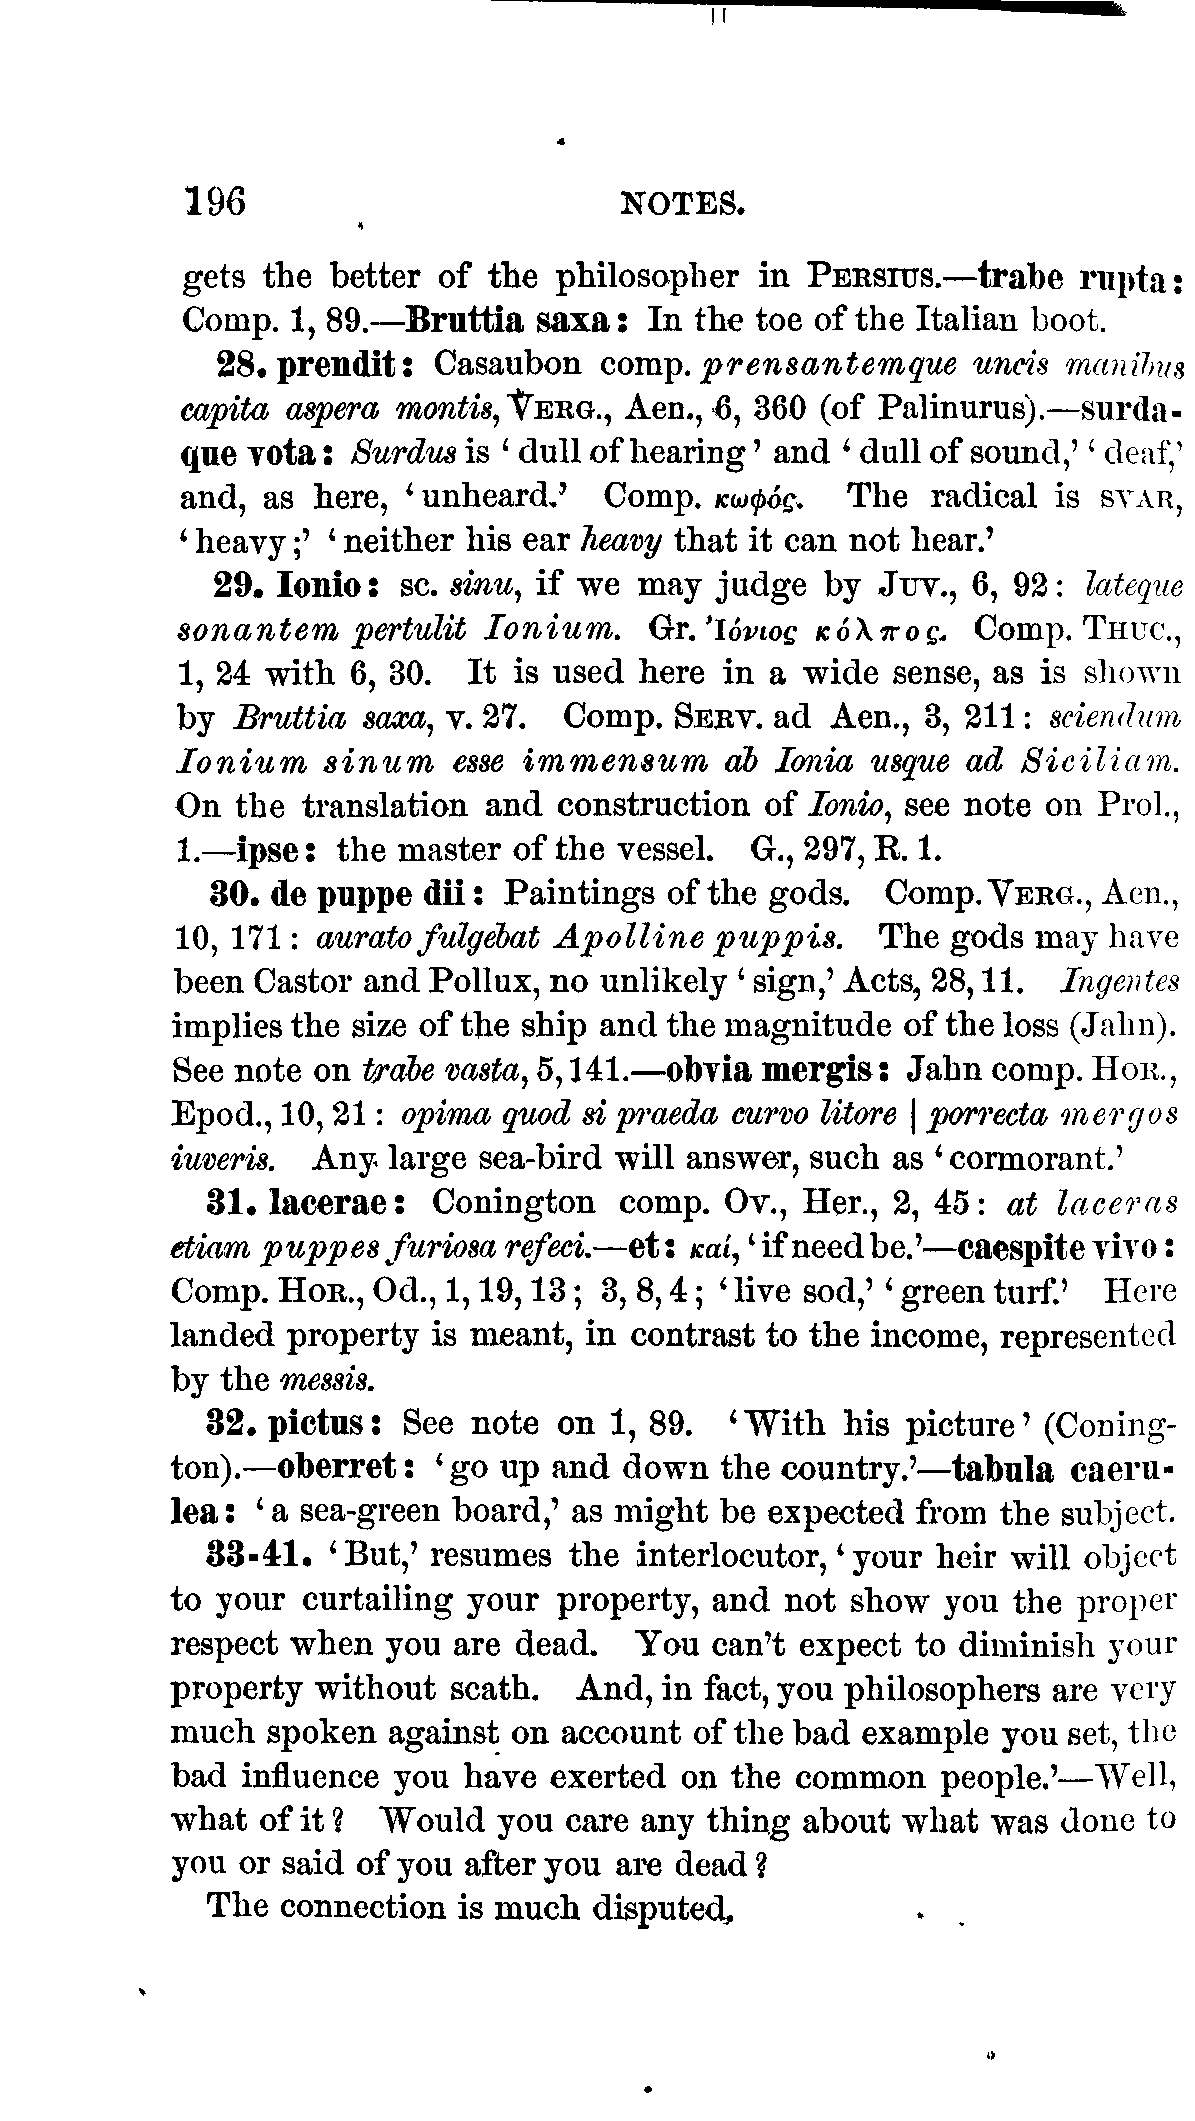 196 NOTES.
gets the better of the philosopher in PERSIUS.—trabe rupta:
Comp. 1, 89.—Bruttia saxa: In the toe of the Italian boot.
28. prendit: Casaubon comp. prensantemque uncis manibus
capita aspera montis, VERG., Aen., 6, 360 (of Palinurus).—surda-
que vota: Surdus is ‘dull of hearing’ and ‘dull of sound,’ ‘deaf,’
and, as here, ‘unheard.’ Comp. κωφός. The radical is SVAR,
‘heavy;’ ‘neither his ear heavy that it can not hear.’
29. Ionio: sc. sinu, if we may judge by JUV., 6, 92: lateque
sonantem pertulit Ionium. Gr. Ἰόνιος κόλπος. Comp. THUC.,
1, 24 with 6, 30. It is used here in a wide sense, as is shown
by Bruttia saxa, v. 27. Comp. SERV. ad Aen., 3, 211: sciendum
Ionium sinum esse immensum ab Ionia usque ad Siciliam.
On the translation and construction of Ionio, see note on Prol.,
1.—ipse: the master of the vessel. G., 297, R. 1.
30. de puppe dii: Paintings of the gods. Comp. VERG., Aen.,
10, 171: aurato fulgebat Apolline puppis. The gods may have
been Castor and Pollux, no unlikely ‘sign,’ Acts, 28, 11. Ingentes
implies the size of the ship and the magnitude of the loss (Jahn).
See note on trabe vasta, 5, 141.—obvia mergis: Jahn comp. HOR.,
Epod., 10, 21: opima quod si praeda curvo litore | porrecta mergos
iuveris. Any large sea-bird will answer, such as ‘cormorant.’
31. lacerae: Conington comp. OV., Her., 2, 45: at laceras
etiam puppes furiosa refeci.—et: καί, ‘if need be.’—caespite vivo:
Comp. HOR., Od., 1, 19, 13; 3, 8, 4; ‘live sod,’ ‘green turf.’ Here
landed property is meant, in contrast to the income, represented
by the messis.
32. pictus: See note on 1, 89. ‘With his picture’ (Coning-
ton).—oberret: ‘go up and down the country.’—tabula caeru-
lea: ‘a sea-green board,’ as might be expected from the subject.
33-41. ‘But,’ resumes the interlocutor, ‘your heir will object
to your curtailing your property, and not show you the proper
respect when you are dead. You can't expect to diminish your
property without scath. And, in fact, you philosophers are very
much spoken against on account of the bad example you set, the
bad influence you have exerted on the common people.’—Well,
what of it? Would you care any thing about what was done to
you or said of you after you are dead?
The connection is much disputed.